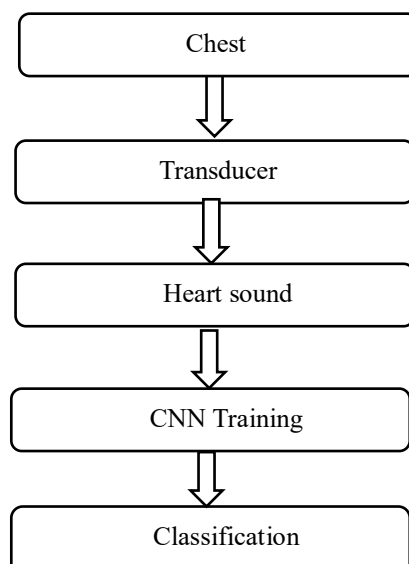 Chest
Transducer
Heart sound
CNN Training
Classification